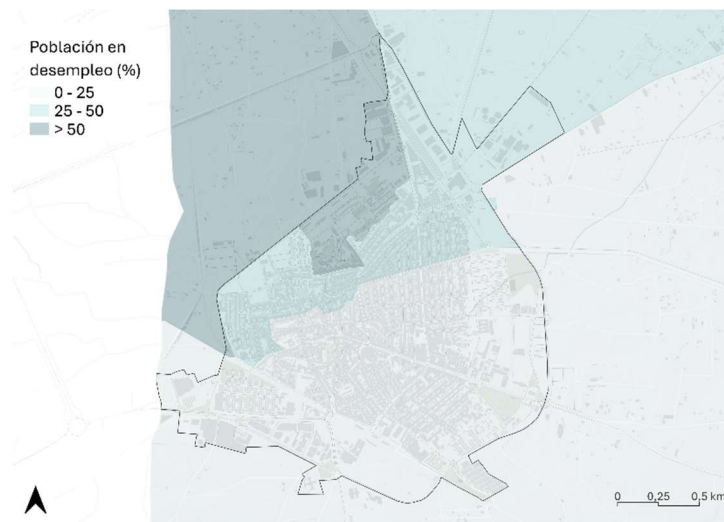 Población en
desempleo (%)
0 - 25
25 - 50
> 50
0 0,25 0,5 km